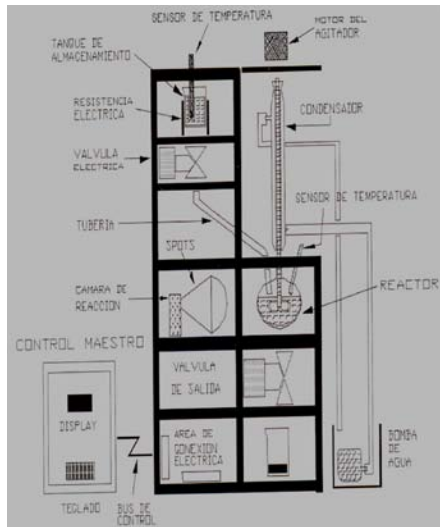 SENSOR DE TEMPERATURA
MOTOR DEL
AGITADOR
TANQUE DE
ALMACENAMIENTO
RESISTENCIA
ELECTRICA
CONDENSADOR
VALVULA
ELECTRICA
SENSOR DE TEMPERATURA
TUBERIA
SPOTS
CAMARA DE
REACCION
REACTOR
CONTROL MAESTRO
VALVULA
DE SALIDA
DISPLAY
AREA DE
CONEXION
ELECTRICA
BOMBA
DE
AGUA
TECLADO
BUS DE
CONTROL